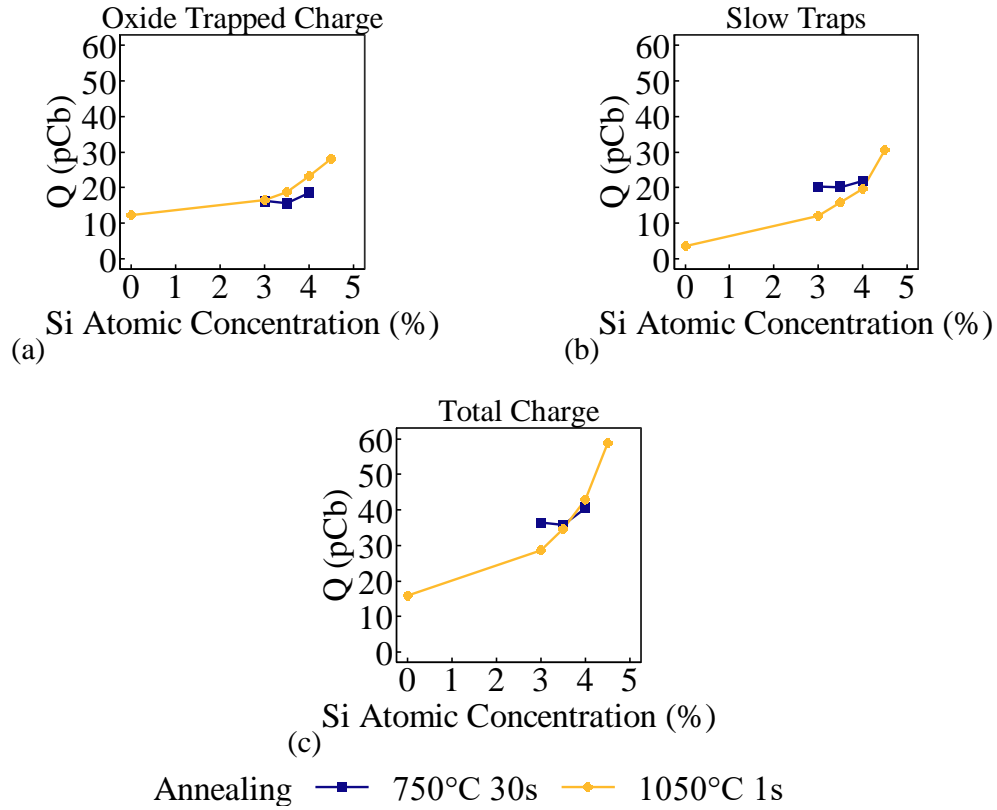 Oxide Trapped Charge
60
50
40
30
20
10
0
Q (pCb)
0 1 2 3 4 5
Si Atomic Concentration (%)
(a)
Slow Traps
60
50
40
30
20
10
0
Q (pCb)
0 1 2 3 4 5
Si Atomic Concentration (%)
(b)
Total Charge
60
50
40
30
20
10
0
Q (pCb)
0 1 2 3 4 5
Si Atomic Concentration (%)
(c)
Annealing 750°C 30s 1050°C 1s